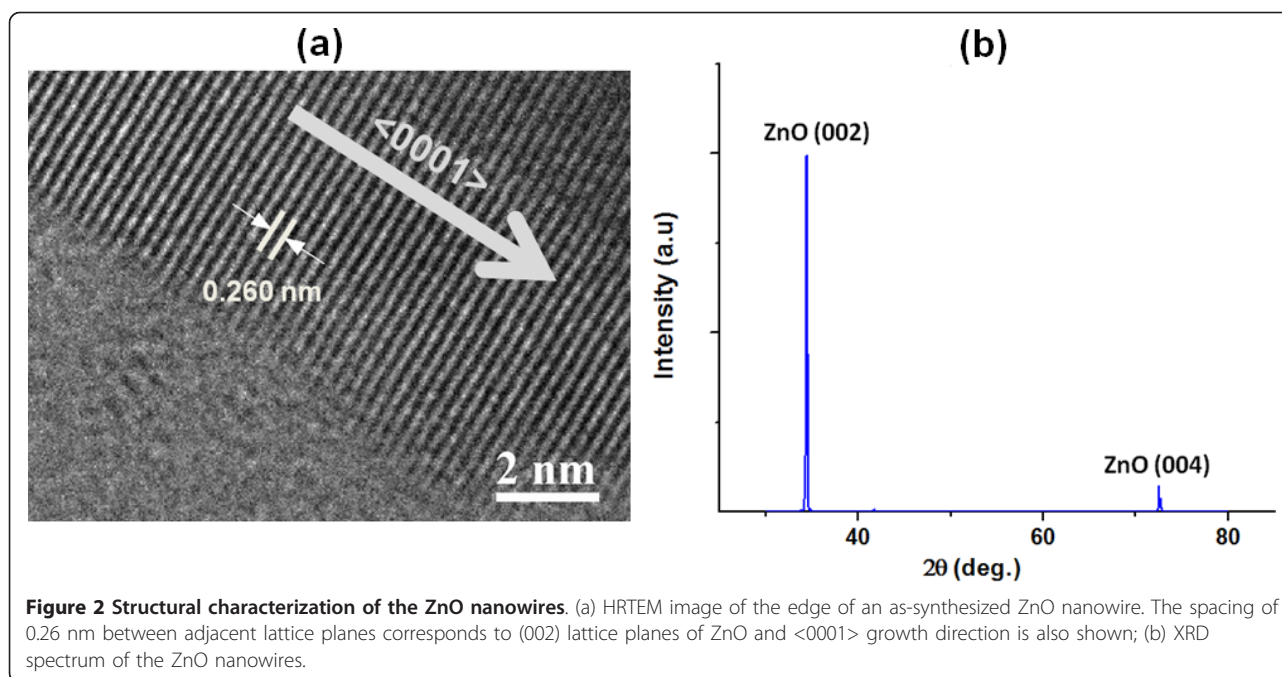 (a)
<0001>
0.260 nm
2 nm
(b)
ZnO (002)
ZnO (004)
Intensity (a.u)
40 60 80
2θ (deg.)
Figure 2 Structural characterization of the ZnO nanowires. (a) HRTEM image of the edge of an as-synthesized ZnO nanowire. The spacing of
0.26 nm between adjacent lattice planes corresponds to (002) lattice planes of ZnO and <0001> growth direction is also shown; (b) XRD
spectrum of the ZnO nanowires.